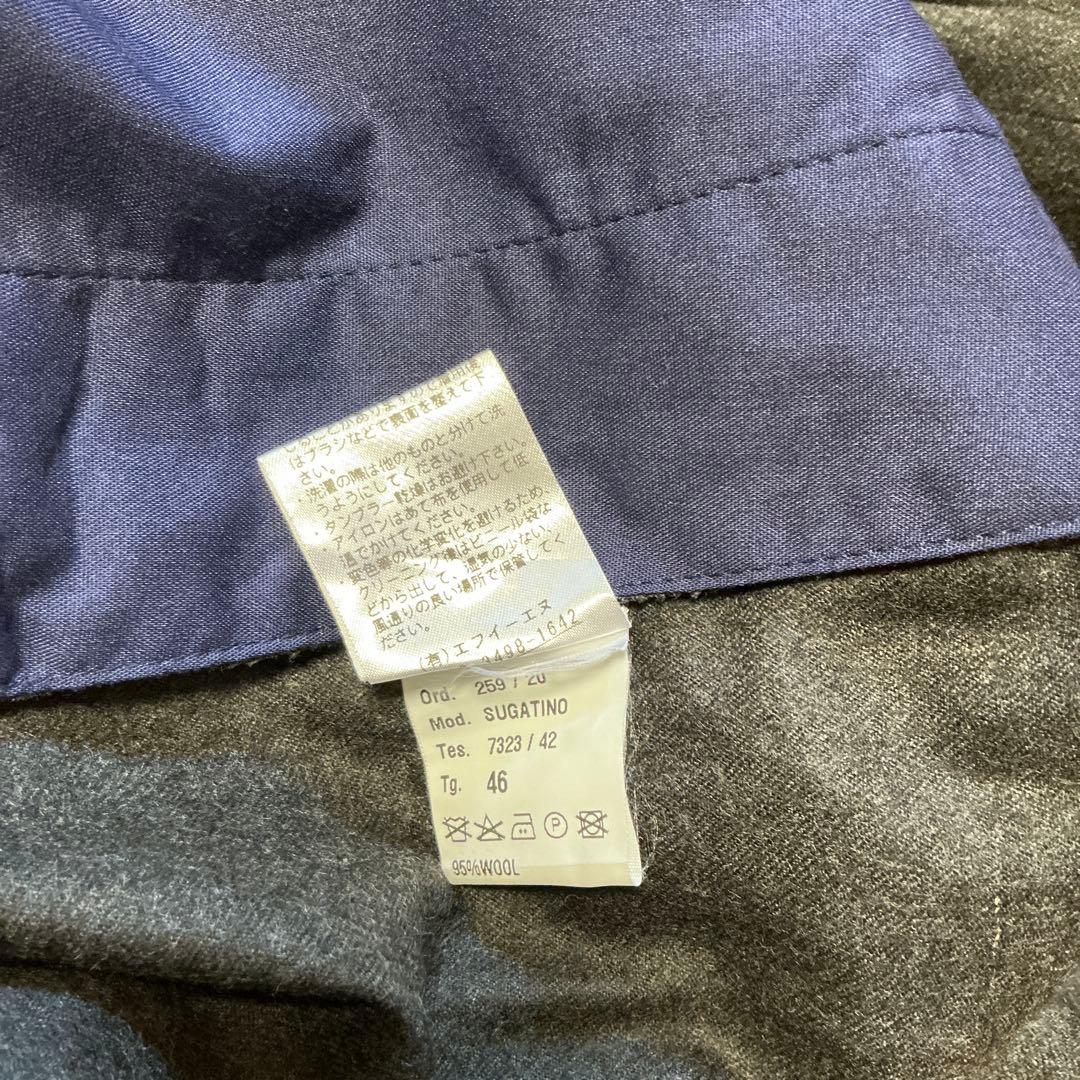 はブラシなどで表面を整えて下
さい。
・洗濯の際は他のものと分けて洗
うようにしてください。
・タンブラー乾燥はお避け下さい。
・アイロンはあて布を使用して低
温でかけてください。
・染色等の化学変化を避けるため、
クリーニング後はビニール袋な
どから出して、湿気の少ない、
風通りの良い場所で保管してく
ださい。
(有)エフイーエヌ
3498-1642
Ord. 259 / 20
Mod. SUGATINO
Tes. 7323 / 42
Tg. 46
P
95%WOOL